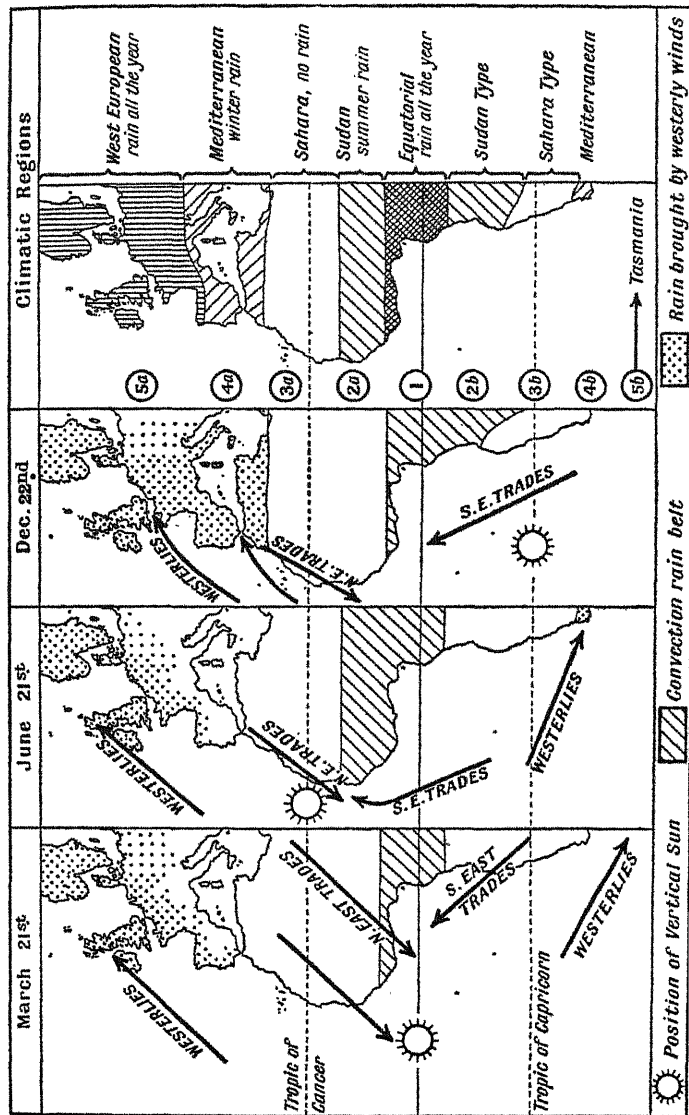 March 21st
June 21st
Dec. 22nd
Climatic Regions
WESTERLIES
N.EAST TRADES
S. EAST
TRADES
WESTERLIES
Tropic of
Cancer
Tropic of Capricorn
WESTERLIES
N.E.TRADES
S.E.TRADES
WESTERLIES
WESTERLIES
N.E.TRADES
S.E.TRADES
5a
4a
3a
2a
1
2b
3b
4b
5b
Tasmania
West European
rain all the year
Mediterranean
winter rain
Sahara, no rain
Sudan
summer rain
Equatorial
rain all the year
Sudan Type
Sahara Type
Mediterranean
Position of Vertical Sun
Convection rain belt
Rain brought by westerly winds